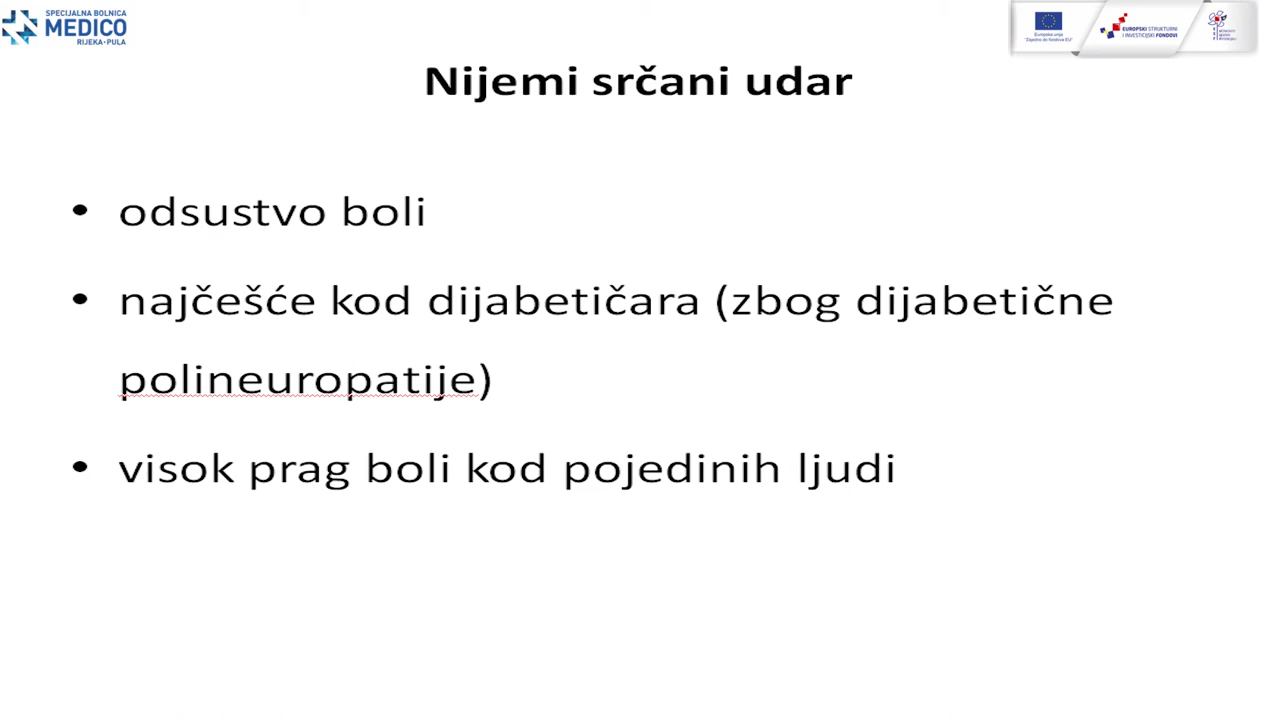 SPECIJALNA BOLNICA
MEDICO
RIJEKA•PULA
Europska unija
"Zajedno do fondova EU"
EUROPSKI STRUKTURNI
I INVESTICIJSKI FONDOVI
Nijemi srčani udar
• odsustvo boli
• najčešće kod dijabetičara (zbog dijabetične
polineuropatije)
• visok prag boli kod pojedinih ljudi